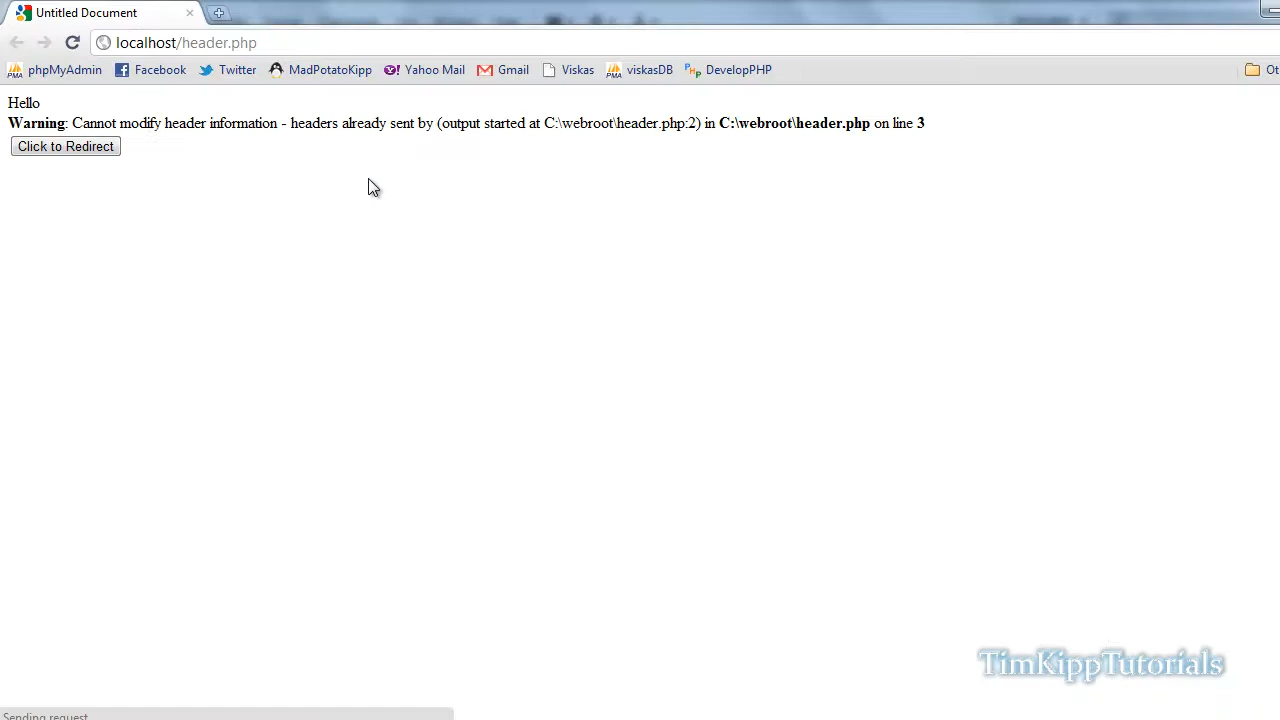 Untitled Document
localhost/header.php
phpMyAdmin Facebook Twitter MadPotatoKipp Yahoo Mail Gmail Viskas viskasDB DevelopPHP Ot
Hello
Warning: Cannot modify header information - headers already sent by (output started at C:\webroot\header.php:2) in C:\webroot\header.php on line 3
Click to Redirect
TimKippTutorials
Sending request